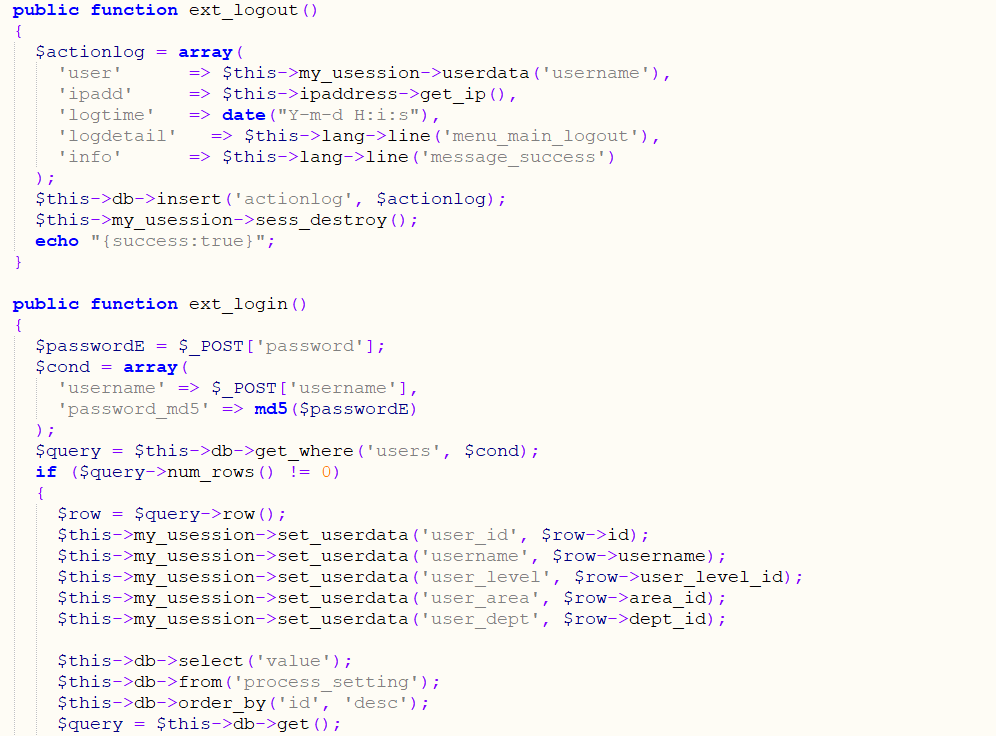 public function ext_logout()
{
  $actionlog = array(
    'user'      => $this->my_usession->userdata('username'),
    'ipadd'     => $this->ipaddress->get_ip(),
    'logtime'   => date("Y-m-d H:i:s"),
    'logdetail'   => $this->lang->line('menu_main_logout'),
    'info'      => $this->lang->line('message_success')
  );
  $this->db->insert('actionlog', $actionlog);
  $this->my_usession->sess_destroy();
  echo "{success:true}";
}

public function ext_login()
{
  $passwordE = $_POST['password'];
  $cond = array(
    'username' => $_POST['username'],
    'password_md5' => md5($passwordE)
  );
  $query = $this->db->get_where('users', $cond);
  if ($query->num_rows() != 0)
  {
    $row = $query->row();
    $this->my_usession->set_userdata('user_id', $row->id);
    $this->my_usession->set_userdata('username', $row->username);
    $this->my_usession->set_userdata('user_level', $row->user_level_id);
    $this->my_usession->set_userdata('user_area', $row->area_id);
    $this->my_usession->set_userdata('user_dept', $row->dept_id);

    $this->db->select('value');
    $this->db->from('process_setting');
    $this->db->order_by('id', 'desc');
    $query = $this->db->get();